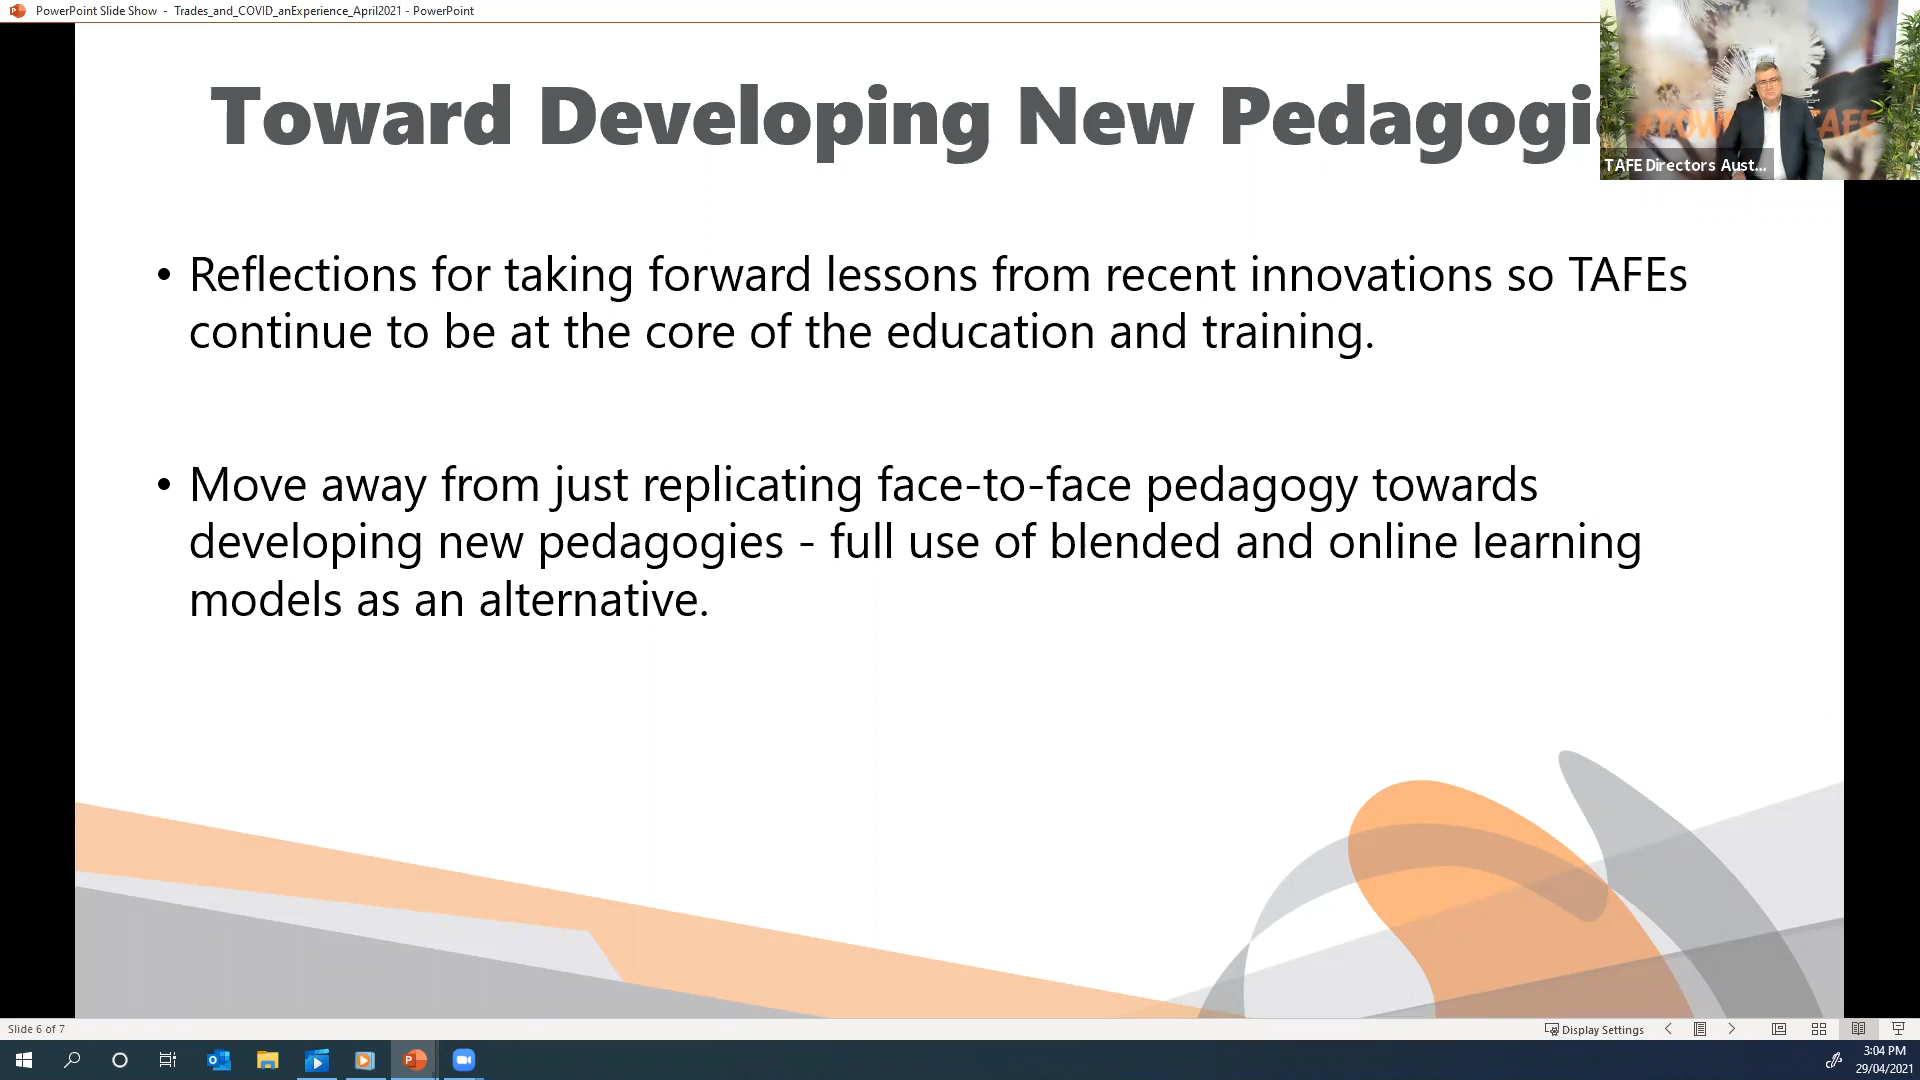 PowerPoint Slide Show - Trades_and_COVID_anExperience_April2021 - PowerPoint
Toward Developing New Pedagogi
TAFE Directors Aust...
• Reflections for taking forward lessons from recent innovations so TAFEs
continue to be at the core of the education and training.
• Move away from just replicating face-to-face pedagogy towards
developing new pedagogies - full use of blended and online learning
models as an alternative.
Slide 6 of 7
Display Settings
3:04 PM
29/04/2021